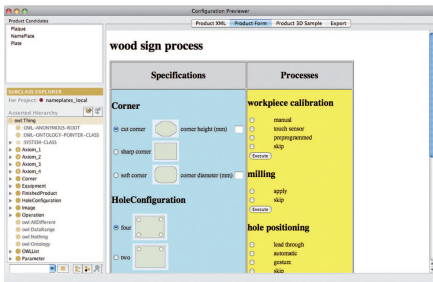 Configuration Previewer
Product Candidates
Plaque
NamePlate
Plate
Product XML Product Form Product 3D Sample Export
wood sign process
Specifications Processes
Corner
cut corner corner height (mm)
sharp corner
soft corner corner diameter (mm)
HoleConfiguration
four
two
workpiece calibration
manual
touch sensor
preprogrammed
skip
Execute
milling
apply
skip
Execute
hole positioning
lead through
automatic
gesture
skip
SUBCLASS EXPLORER
For Project: nameplates_local
Asserted Hierarchy
owl:Thing
OWL-ANONYMOUS-ROOT
OWL-ONTOLOGY-POINTER-CLASS
:SYSTEM-CLASS
Axiom_1
Axiom_2
Axiom_3
Axiom_4
Corner
Equipment
FinishedProduct
HoleConfiguration
Image
Operation
owl:AllDifferent
owl:DataRange
owl:Nothing
owl:Ontology
OWLList
Parameter